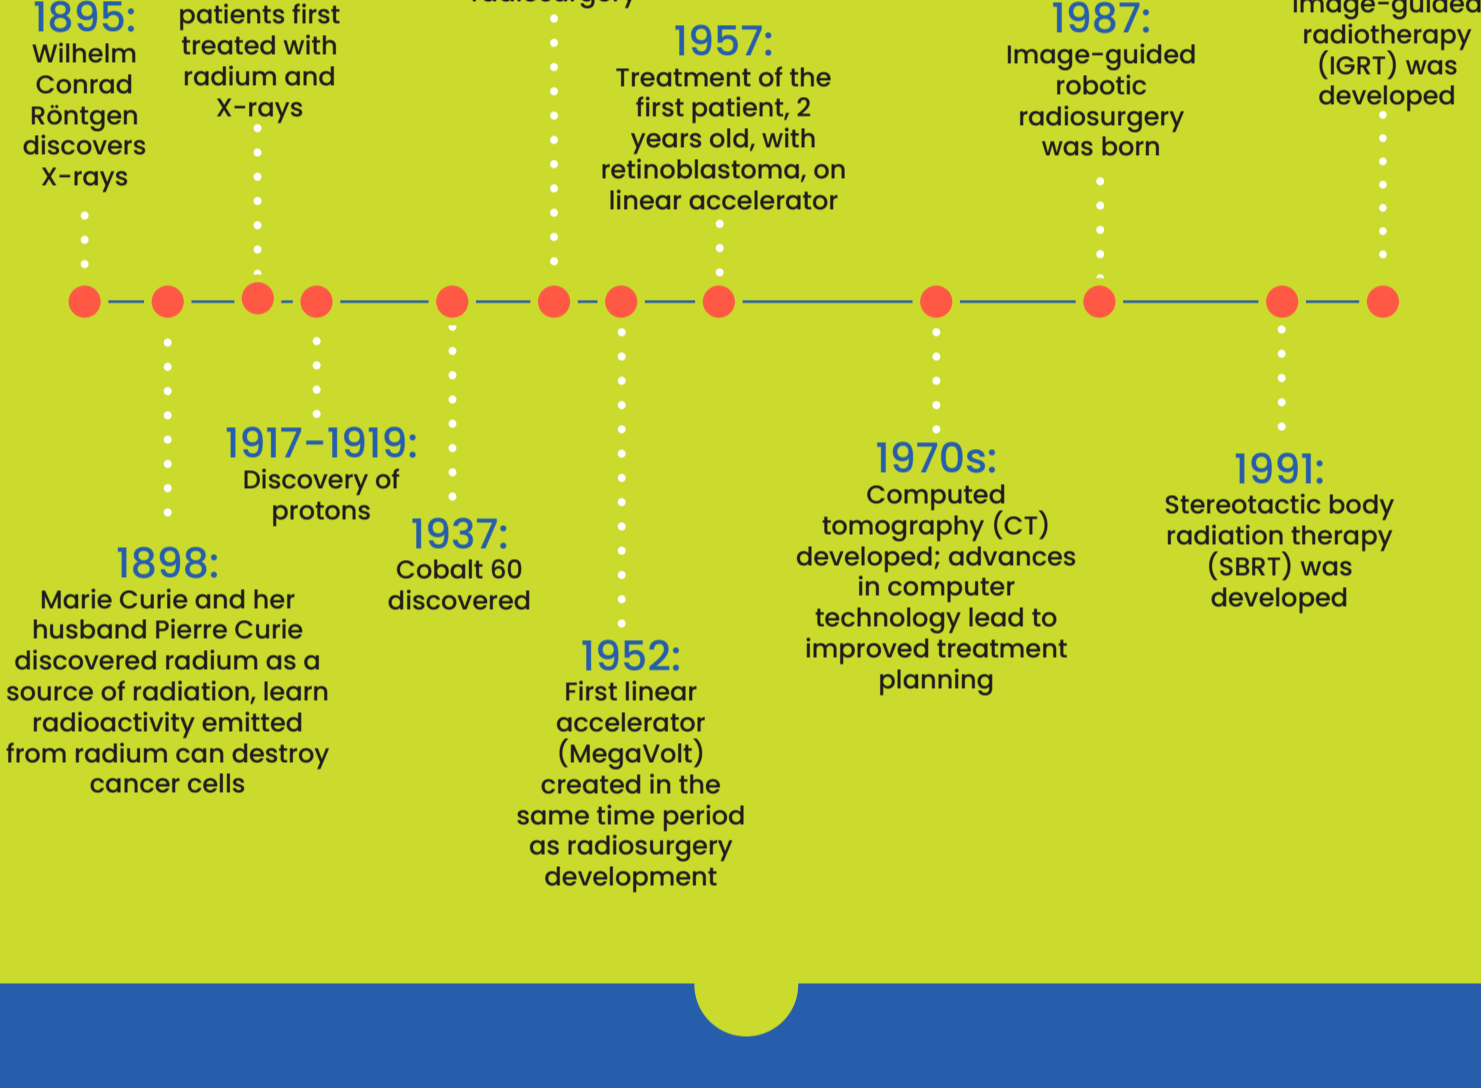 1895:
Wilhelm
Conrad
Röntgen
discovers
X-rays
patients first
treated with
radium and
X-rays
radiosurgery
1957:
Treatment of the
first patient, 2
years old, with
retinoblastoma, on
linear accelerator
1987:
Image-guided
robotic
radiosurgery
was born
Image-guided
radiotherapy
(IGRT) was
developed
1898:
Marie Curie and her
husband Pierre Curie
discovered radium as a
source of radiation, learn
radioactivity emitted
from radium can destroy
cancer cells
1917-1919:
Discovery of
protons
1937:
Cobalt 60
discovered
1952:
First linear
accelerator
(MegaVolt)
created in the
same time period
as radiosurgery
development
1970s:
Computed
tomography (CT)
developed; advances
in computer
technology lead to
improved treatment
planning
1991:
Stereotactic body
radiation therapy
(SBRT) was
developed